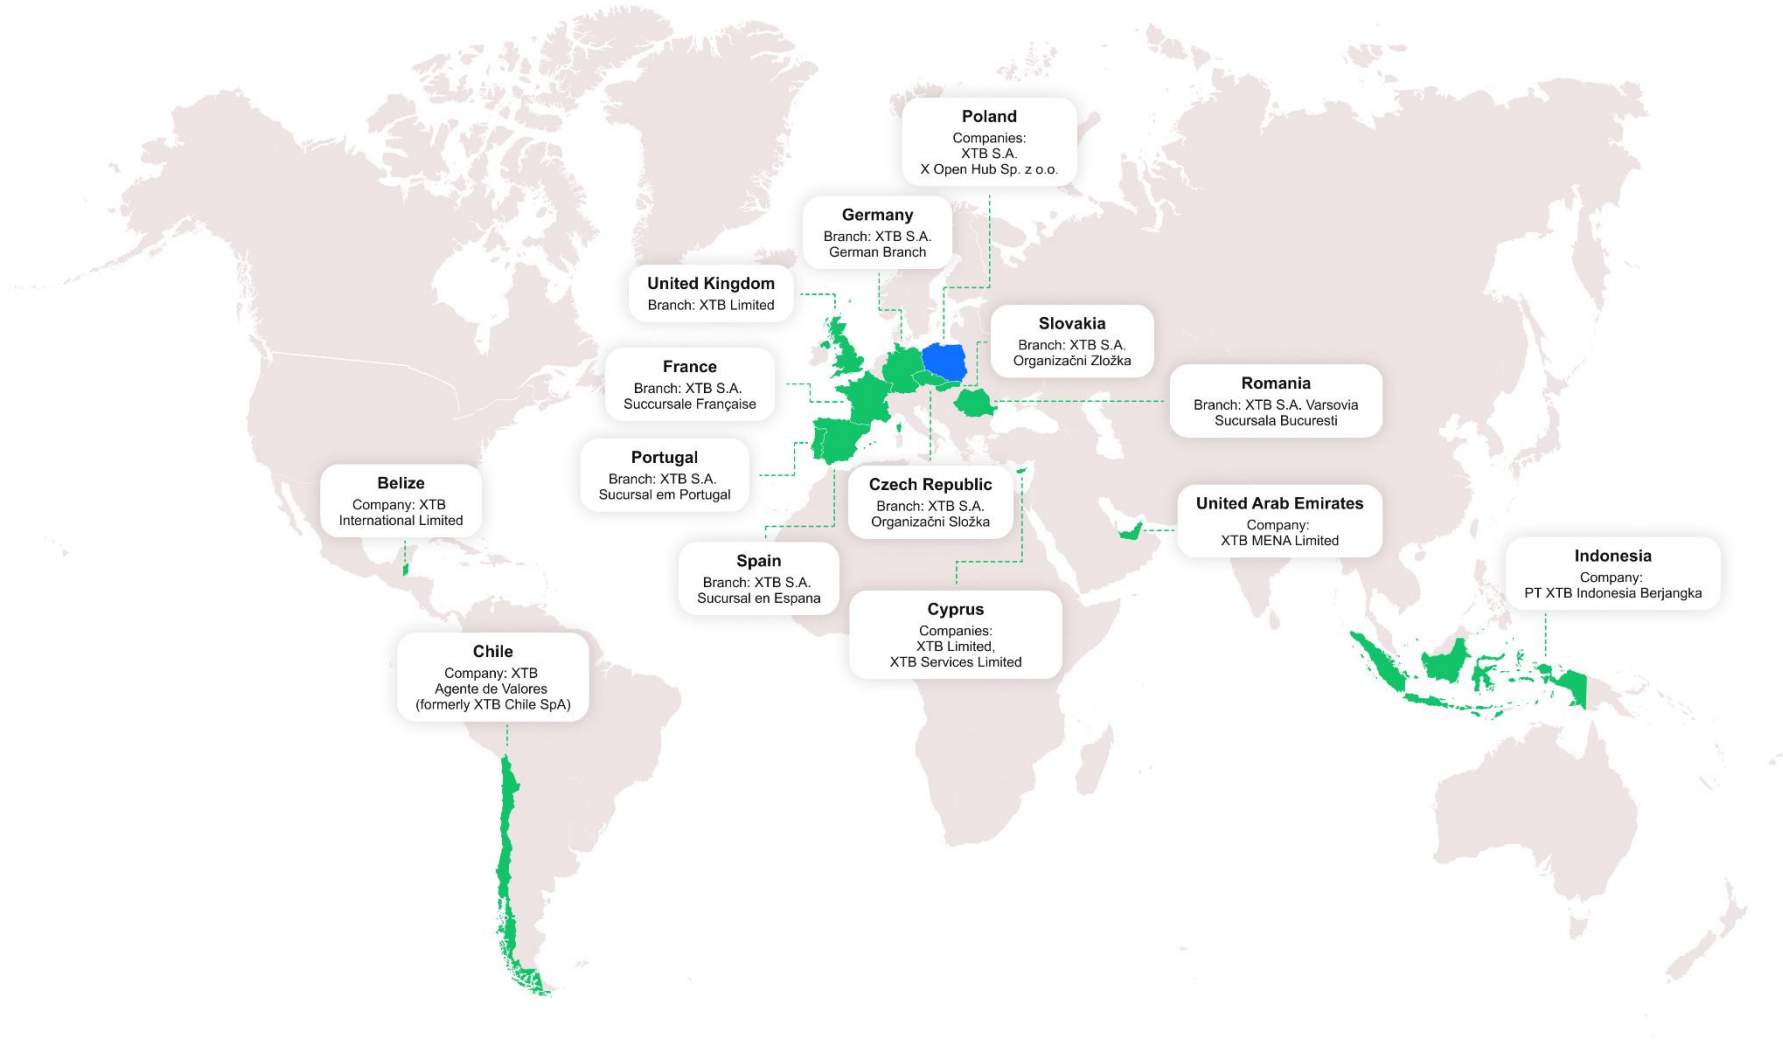 Poland
Companies:
XTB S.A.
X Open Hub Sp. z o.o.
Germany
Branch: XTB S.A.
German Branch
United Kingdom
Branch: XTB Limited
Slovakia
Branch: XTB S.A.
Organizačni Zložka
France
Branch: XTB S.A.
Succursale Française
Romania
Branch: XTB S.A. Varsovia
Sucursala Bucuresti
Portugal
Branch: XTB S.A.
Sucursal em Portugal
Belize
Company: XTB
International Limited
Czech Republic
Branch: XTB S.A.
Organizačni Složka
United Arab Emirates
Company:
XTB MENA Limited
Spain
Branch: XTB S.A.
Sucursal en Espana
Indonesia
Company:
PT XTB Indonesia Berjangka
Cyprus
Companies:
XTB Limited,
XTB Services Limited
Chile
Company: XTB
Agente de Valores
(formerly XTB Chile SpA)